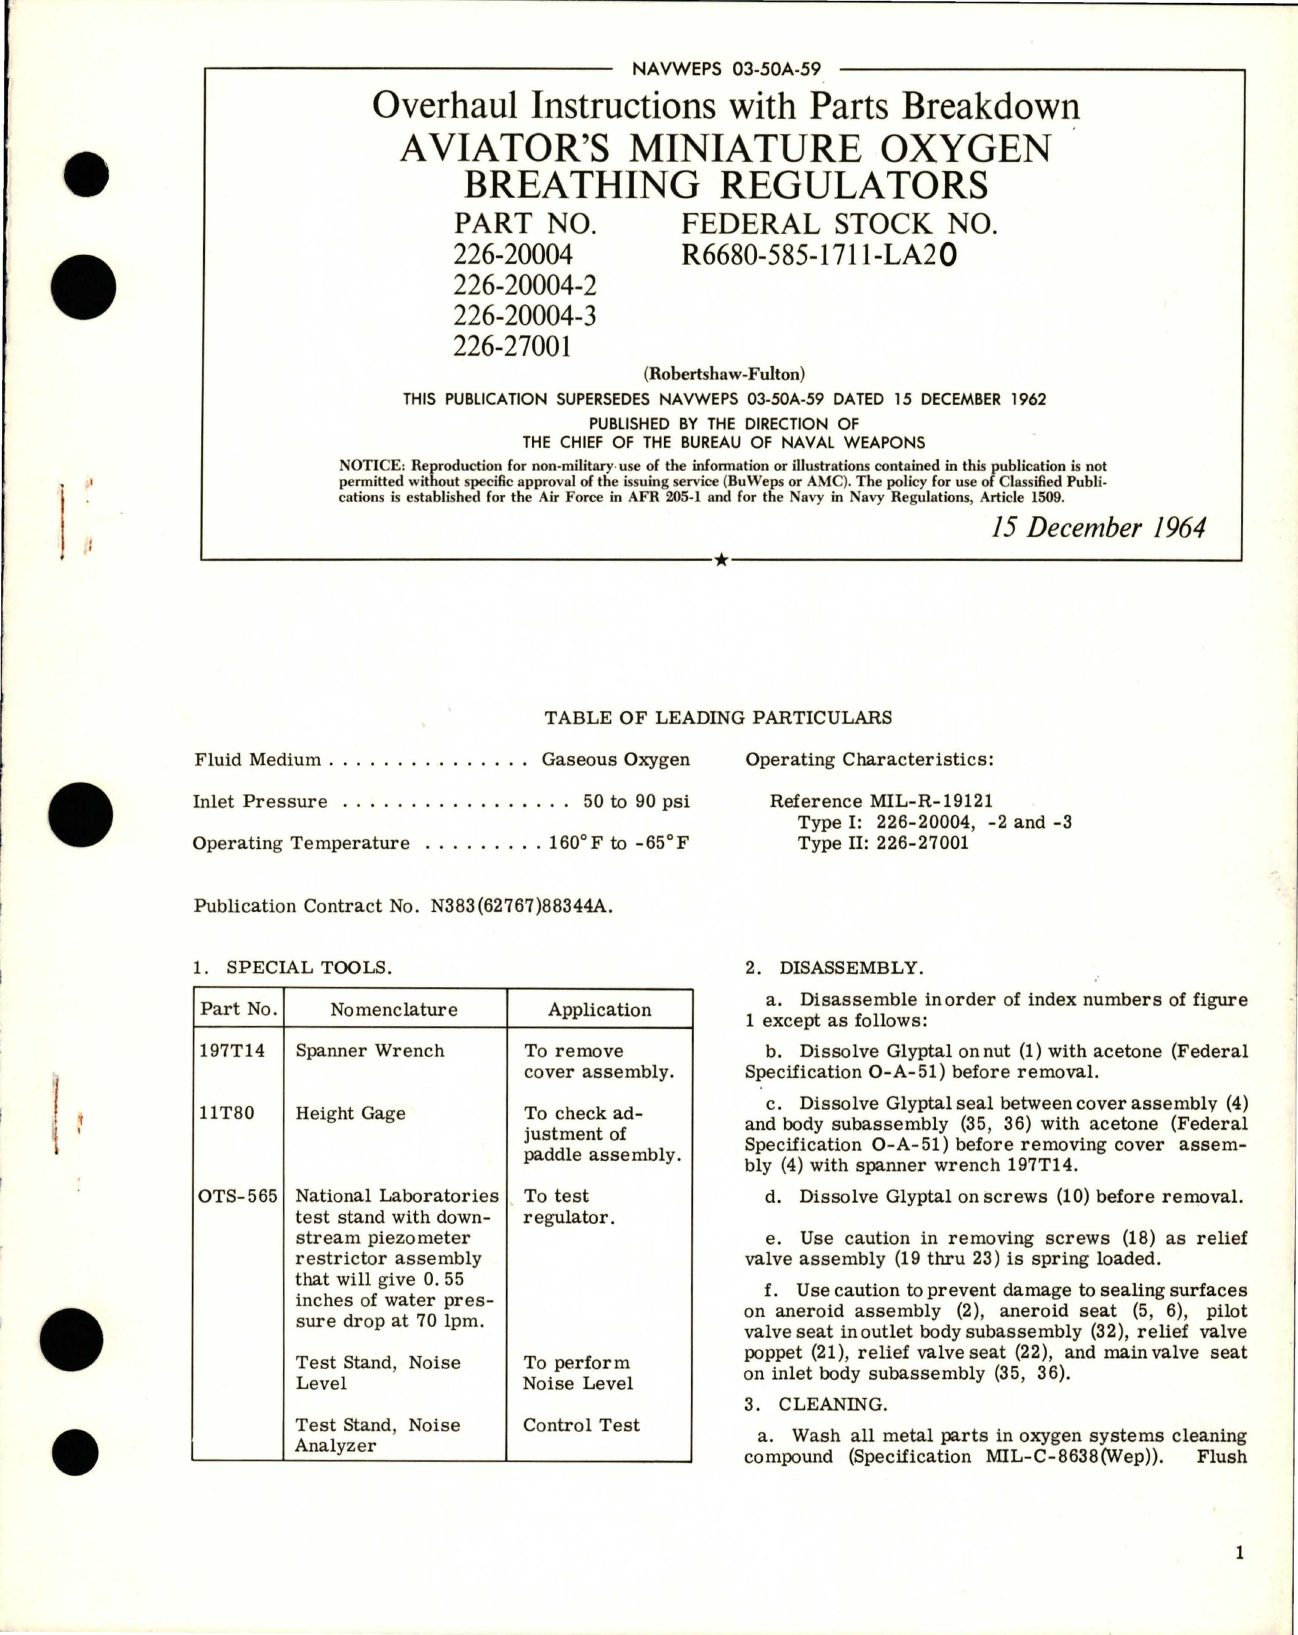 NAVWEPS 03-50A-59
Overhaul Instructions with Parts Breakdown
AVIATOR'S MINIATURE OXYGEN
BREATHING REGULATORS
PART NO. FEDERAL STOCK NO.
226-20004 R6680-585-1711-LA20
226-20004-2
226-20004-3
226-27001
(Robertshaw-Fulton)
THIS PUBLICATION SUPERSEDES NAVWEPS 03-50A-59 DATED 15 DECEMBER 1962
PUBLISHED BY THE DIRECTION OF
THE CHIEF OF THE BUREAU OF NAVAL WEAPONS
NOTICE: Reproduction for non-military use of the information or illustrations contained in this publication is not
permitted without specific approval of the issuing service (BuWeps or AMC). The policy for use of Classified Publi-
cations is established for the Air Force in AFR 205-1 and for the Navy in Navy Regulations, Article 1509.
15 December 1964
TABLE OF LEADING PARTICULARS
Fluid Medium . . . . . . . . . . . . . . . Gaseous Oxygen
Inlet Pressure . . . . . . . . . . . . . . . . . 50 to 90 psi
Operating Temperature . . . . . . . . . 160°F to -65°F
Operating Characteristics:
Reference MIL-R-19121
Type I: 226-20004, -2 and -3
Type II: 226-27001
Publication Contract No. N383(62767)88344A.
1. SPECIAL TOOLS.
Part No. Nomenclature Application
197T14 Spanner Wrench To remove
cover assembly.
11T80 Height Gage To check ad-
justment of
paddle assembly.
OTS-565 National Laboratories To test
test stand with down- regulator.
stream piezometer
restrictor assembly
that will give 0.55
inches of water pres-
sure drop at 70 lpm.
Test Stand, Noise To perform
Level Noise Level
Test Stand, Noise Control Test
Analyzer
2. DISASSEMBLY.
a. Disassemble in order of index numbers of figure
1 except as follows:
b. Dissolve Glyptal on nut (1) with acetone (Federal
Specification O-A-51) before removal.
c. Dissolve Glyptal seal between cover assembly (4)
and body subassembly (35, 36) with acetone (Federal
Specification O-A-51) before removing cover assem-
bly (4) with spanner wrench 197T14.
d. Dissolve Glyptal on screws (10) before removal.
e. Use caution in removing screws (18) as relief
valve assembly (19 thru 23) is spring loaded.
f. Use caution to prevent damage to sealing surfaces
on aneroid assembly (2), aneroid seat (5, 6), pilot
valve seat in outlet body subassembly (32), relief valve
poppet (21), relief valve seat (22), and main valve seat
on inlet body subassembly (35, 36).
3. CLEANING.
a. Wash all metal parts in oxygen systems cleaning
compound (Specification MIL-C-8638(Wep)). Flush
1